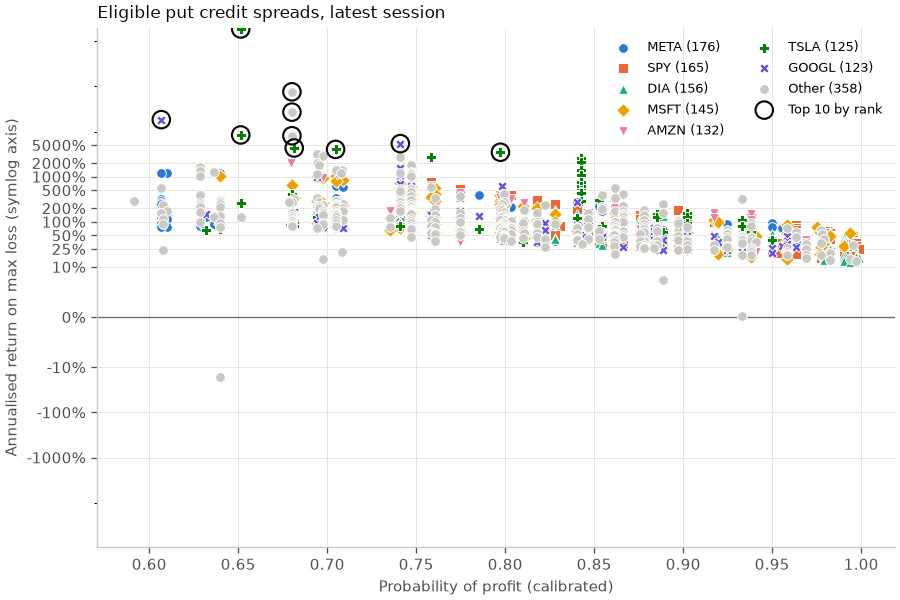 Eligible put credit spreads, latest session
META (176)
SPY (165)
DIA (156)
MSFT (145)
AMZN (132)
TSLA (125)
GOOGL (123)
Other (358)
Top 10 by rank
Annualised return on max loss (symlog axis)
5000%
2000%
1000%
500%
200%
100%
50%
25%
10%
0%
-10%
-100%
-1000%
0.60 0.65 0.70 0.75 0.80 0.85 0.90 0.95 1.00
Probability of profit (calibrated)